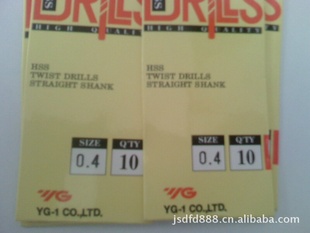 DRILLS
DRILLS
HIGH QUALITY
HIGH QUALITY
HSS
TWIST DRILLS
STRAIGHT SHANK
HSS
TWIST DRILLS
STRAIGHT SHANK
SIZE Q'TY
0.4 10
SIZE Q'TY
0.4 10
YG
YG-1 CO.,LTD.
YG
YG-1 CO.,LTD.
jsdfd888.cn.alibaba.com